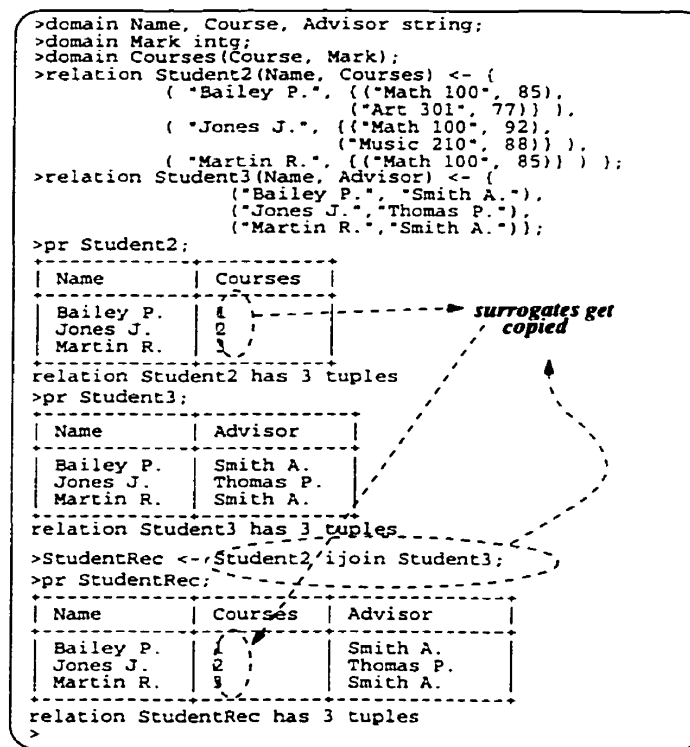 >domain Name, Course, Advisor string;
>domain Mark intg;
>domain Courses(Course, Mark);
>relation Student2(Name, Courses) <- {
( "Bailey P.", {("Math 100", 85),
("Art 301", 77)} ),
( "Jones J.", {("Math 100", 92),
("Music 210", 88)} ),
( "Martin R.", {("Math 100", 85)} ) };
>relation Student3(Name, Advisor) <- {
("Bailey P.", "Smith A."),
("Jones J.","Thomas P."),
("Martin R.","Smith A.")};
>pr Student2;
| Name | Courses |
| Bailey P. | 1 |
| Jones J. | 2 |
| Martin R. | 3 |
surrogates get
copied
relation Student2 has 3 tuples
>pr Student3;
| Name | Advisor |
| Bailey P. | Smith A. |
| Jones J. | Thomas P. |
| Martin R. | Smith A. |
relation Student3 has 3 tuples
>StudentRec <- Student2 ijoin Student3;
>pr StudentRec;
| Name | Courses | Advisor |
| Bailey P. | 1 | Smith A. |
| Jones J. | 2 | Thomas P. |
| Martin R. | 3 | Smith A. |
relation StudentRec has 3 tuples
>